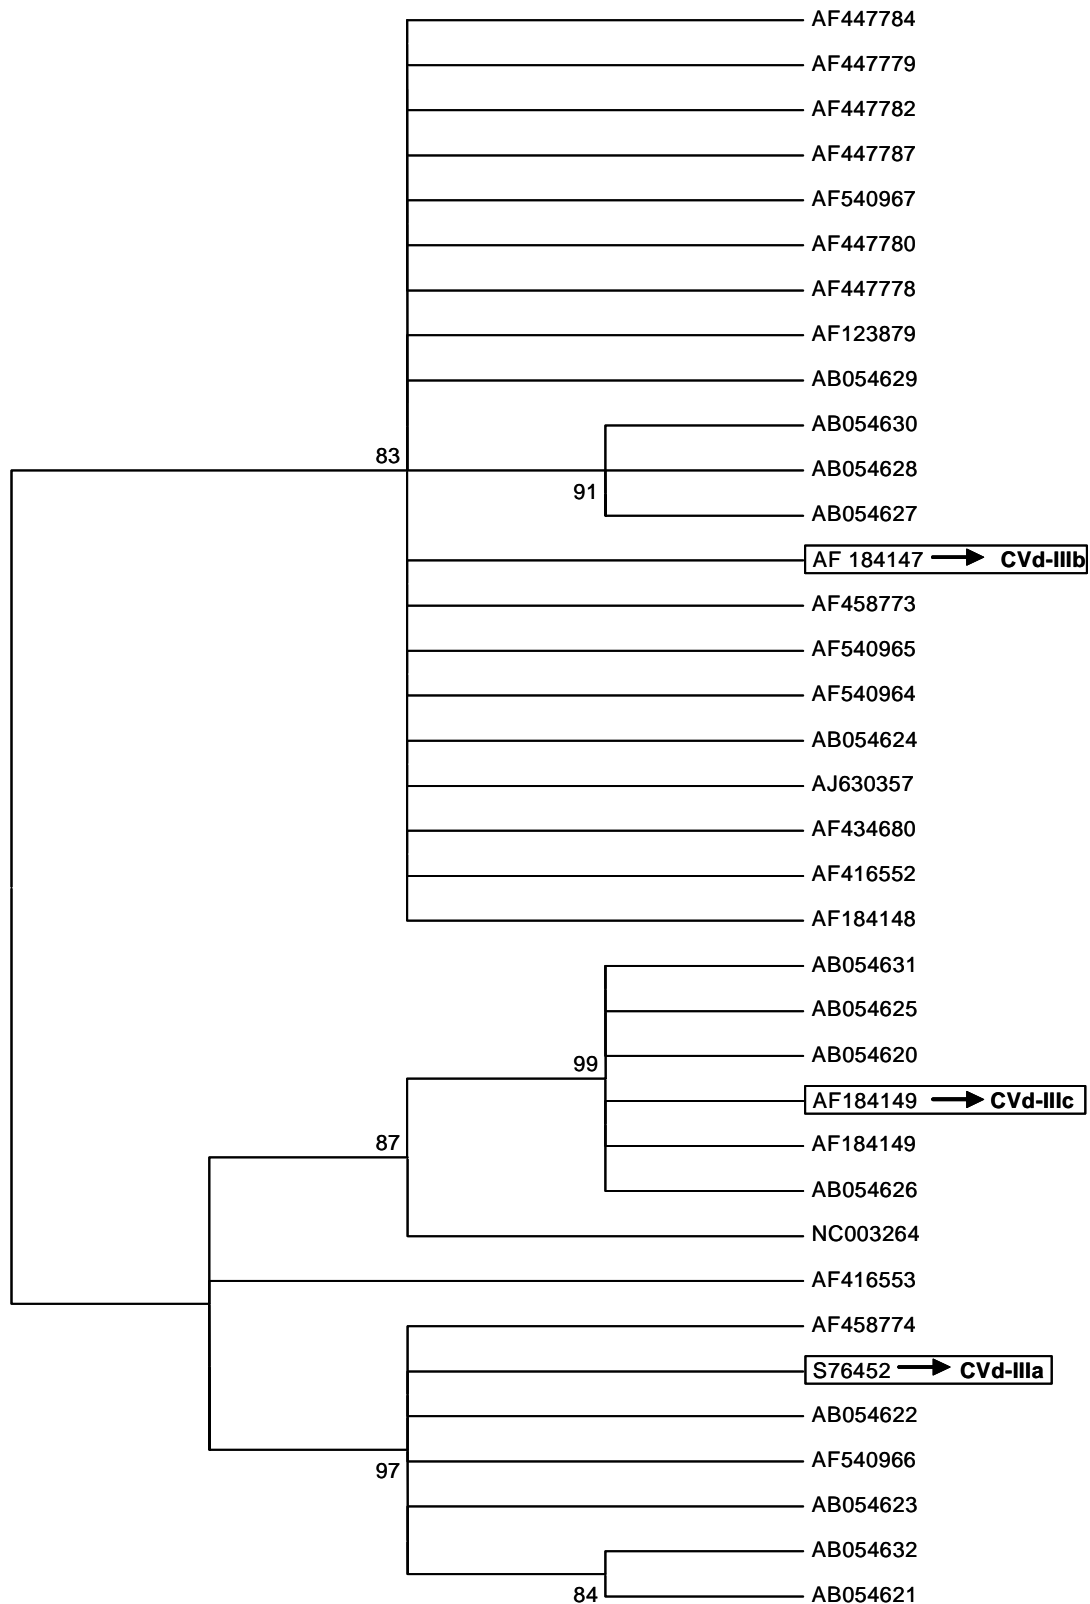 AF447784
AF447779
AF447782
AF447787
AF540967
AF447780
AF447778
AF123879
AB054629
AB054630
83
AB054628
91
AB054627
AF 184147 CVd-IIIb
AF458773
AF540965
AF540964
AB054624
AJ630357
AF434680
AF416552
AF184148
AB054631
AB054625
AB054620
99
AF184149 CVd-IIIc
87
AF184149
AB054626
NC003264
AF416553
AF458774
S76452 CVd-IIIa
AB054622
AF540966
97
AB054623
AB054632
84
AB054621